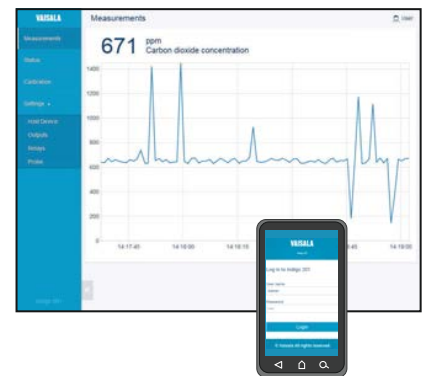 VAISALA
Measurements
User
Measurements
Status
Calibration
Settings
Host Device
Outputs
Relays
Probe
671 ppm
Carbon dioxide concentration
1400
1200
1000
800
600
400
200
0
14:17:45
14:18:00
14:18:15
:45
14:19:00
VAISALA
Log in to Indigo 201
User name
Password
Login
© Vaisala All rights reserved